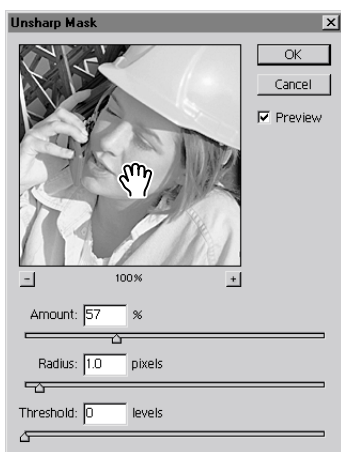 Unsharp Mask
OK
Cancel
Preview
- 100% +
Amount: 57 %
Radius: 1.0 pixels
Threshold: 0 levels